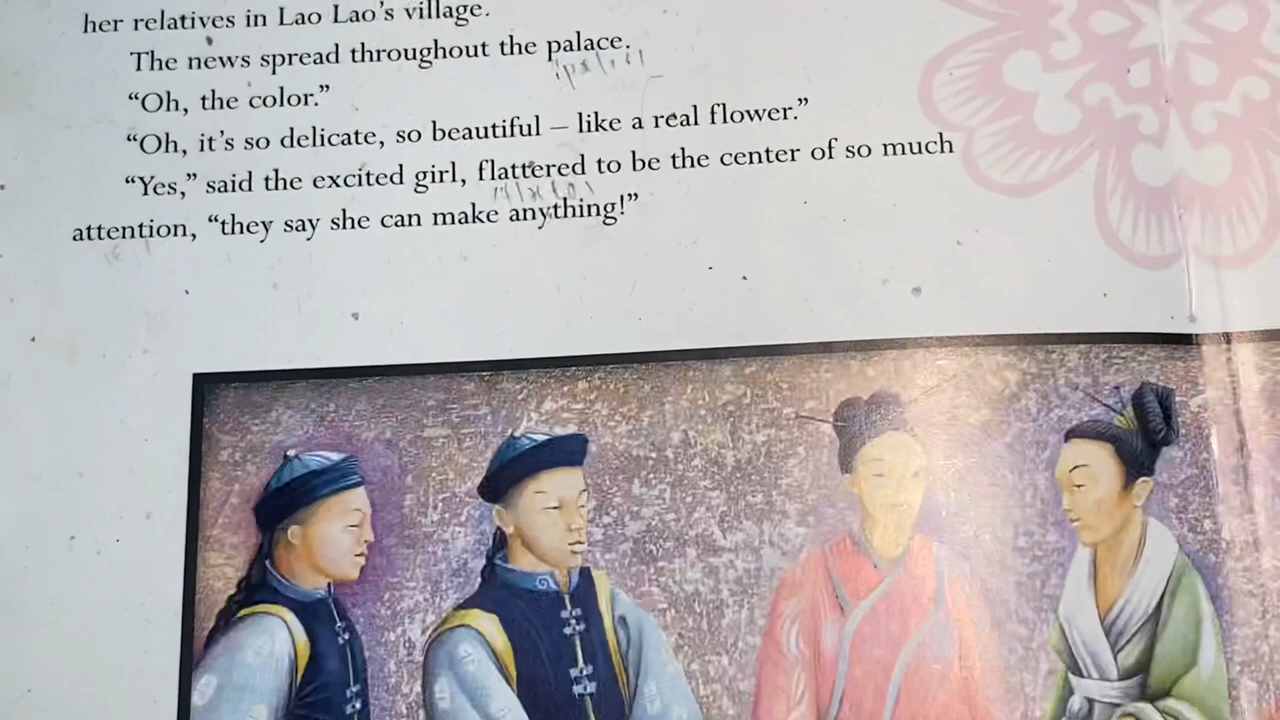 her relatives in Lao Lao’s village.
The news spread throughout the palace.
“Oh, the color.”
“Oh, it’s so delicate, so beautiful – like a real flower.”
“Yes,” said the excited girl, flattered to be the center of so much
attention, “they say she can make anything!”